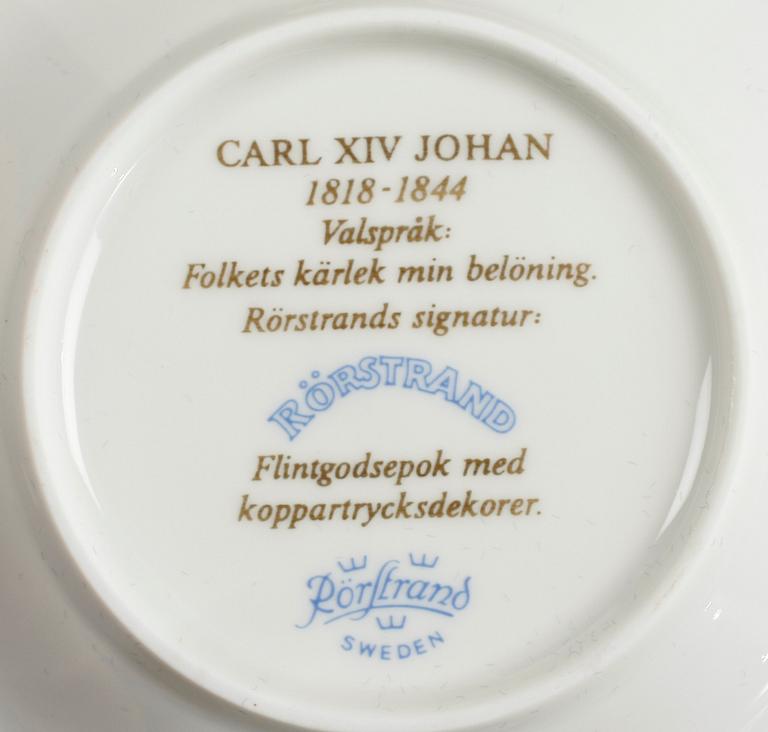 CARL XIV JOHAN
1818-1844
Valspråk:
Folkets kärlek min belöning.
Rörstrands signatur:
RÖRSTRAND
Flintgodsepok med
koppartrycksdekorer.
Rörstrand
SWEDEN